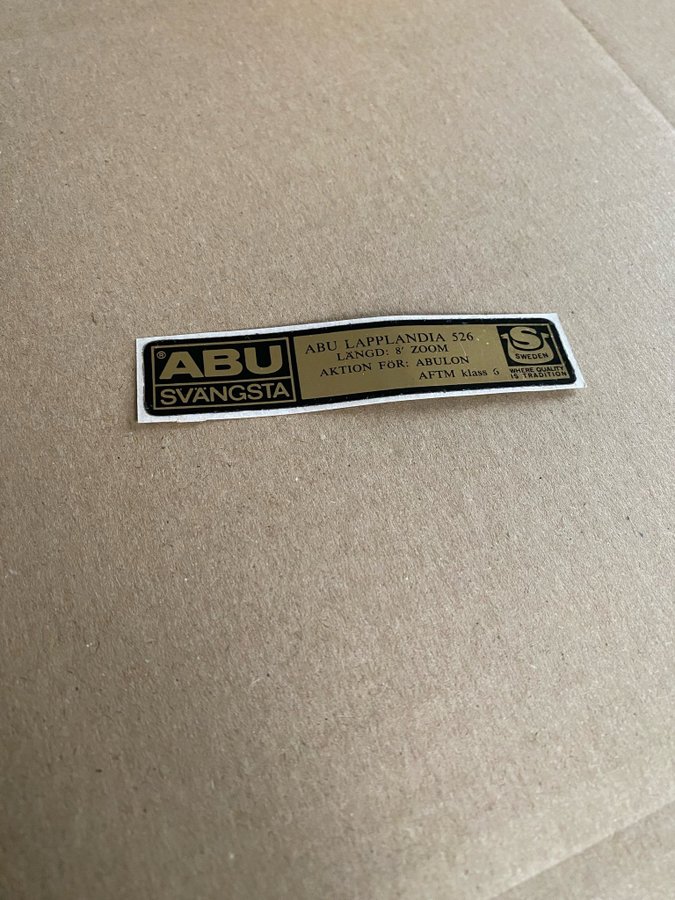 ® ABU
SVÄNGSTA
ABU LAPPLANDIA 526
LÄNGD: 8' ZOOM
AKTION FÖR: ABULON
AFTM klass 6
S
SWEDEN
WHERE QUALITY
IS TRADITION